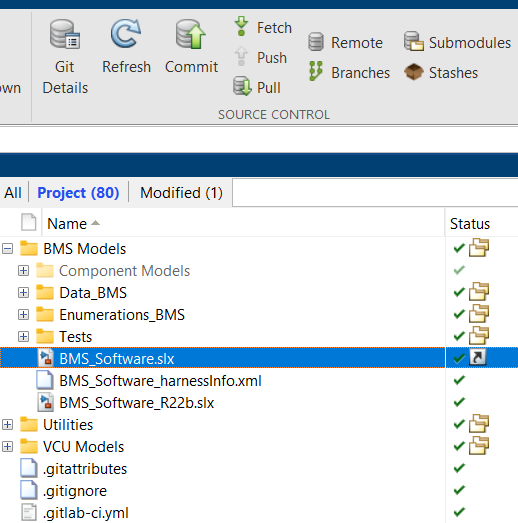 Fetch
Git Details
Refresh
Commit
Push
Pull
Remote
Branches
Submodules
Stashes
own
SOURCE CONTROL
All
Project (80)
Modified (1)
Name
Status
BMS Models
Component Models
Data_BMS
Enumerations_BMS
Tests
BMS_Software.slx
BMS_Software_harnessInfo.xml
BMS_Software_R22b.slx
Utilities
VCU Models
.gitattributes
.gitignore
.gitlab-ci.yml